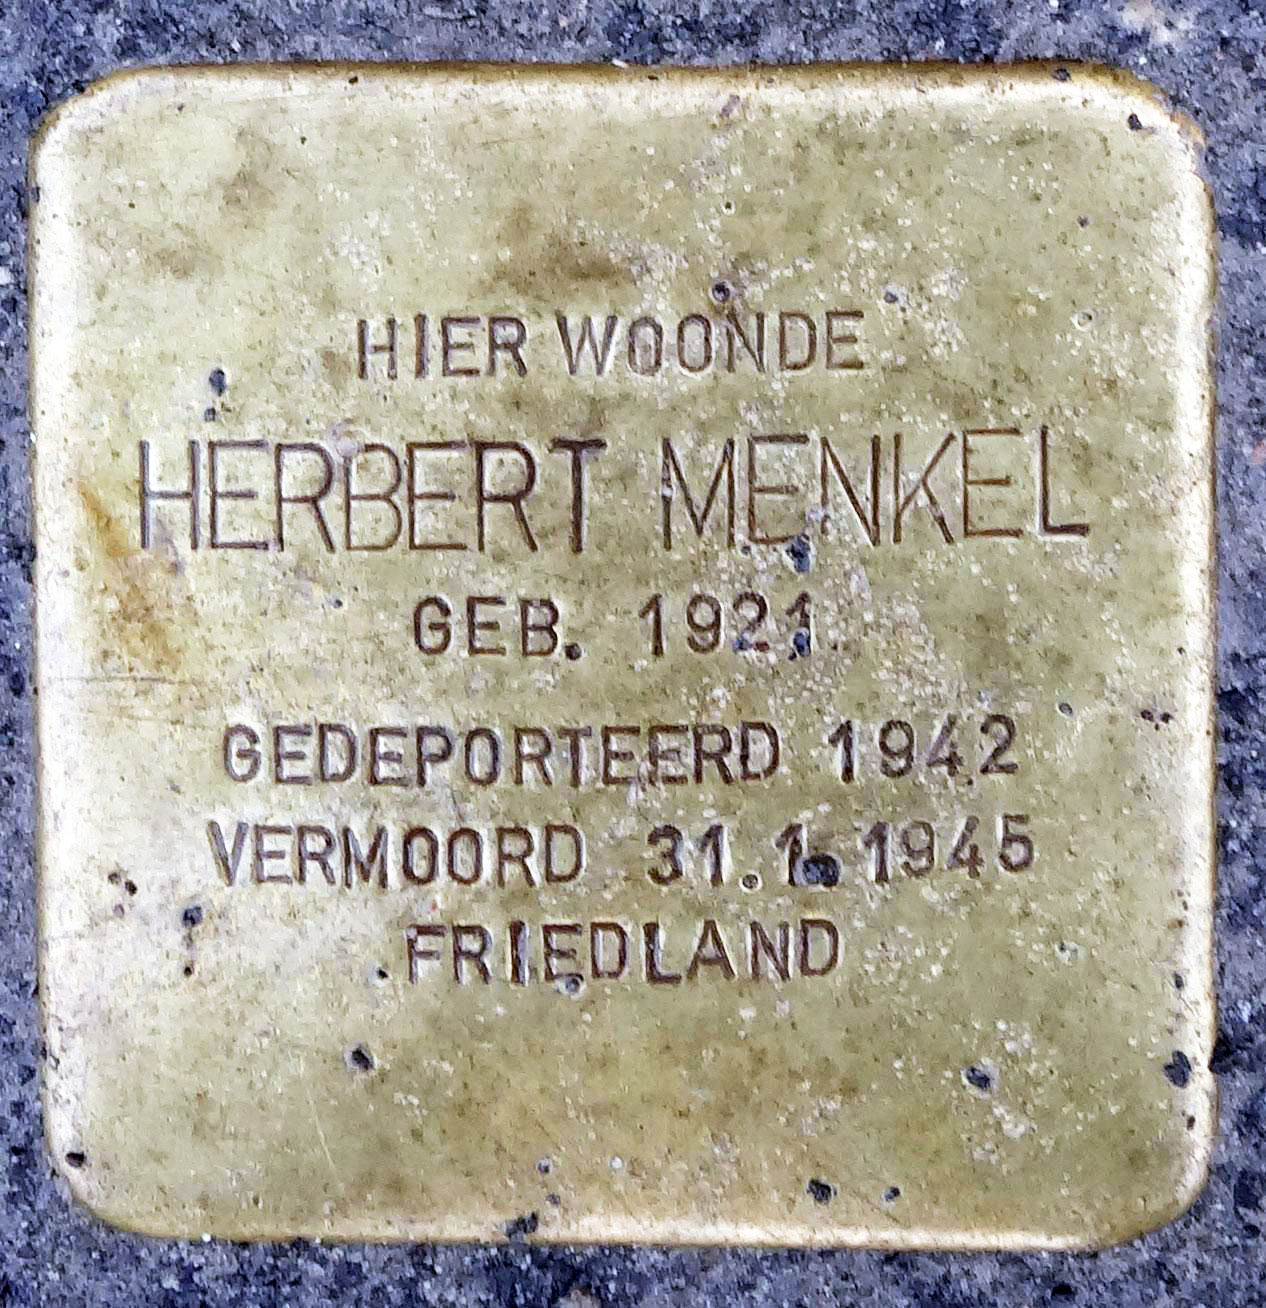 HIER WOONDE
HERBERT MENKEL
GEB. 1921
GEDEPORTEERD 1942
VERMOORD 31.1.1945
FRIEDLAND